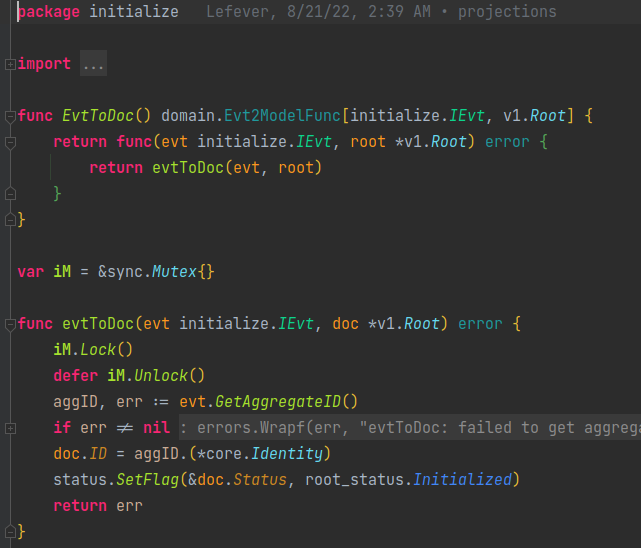 package initialize   Lefever, 8/21/22, 2:39 AM • projections
import ...
func EvtToDoc() domain.Evt2ModelFunc[initialize.IEvt, v1.Root] {
    return func(evt initialize.IEvt, root *v1.Root) error {
        return evtToDoc(evt, root)
    }
}
var iM = &sync.Mutex{}
func evtToDoc(evt initialize.IEvt, doc *v1.Root) error {
    iM.Lock()
    defer iM.Unlock()
    aggID, err := evt.GetAggregateID()
    if err ≠ nil : errors.Wrapf(err, "evtToDoc: failed to get aggrega
    doc.ID = aggID.(*core.Identity)
    status.SetFlag(&doc.Status, root_status.Initialized)
    return err
}